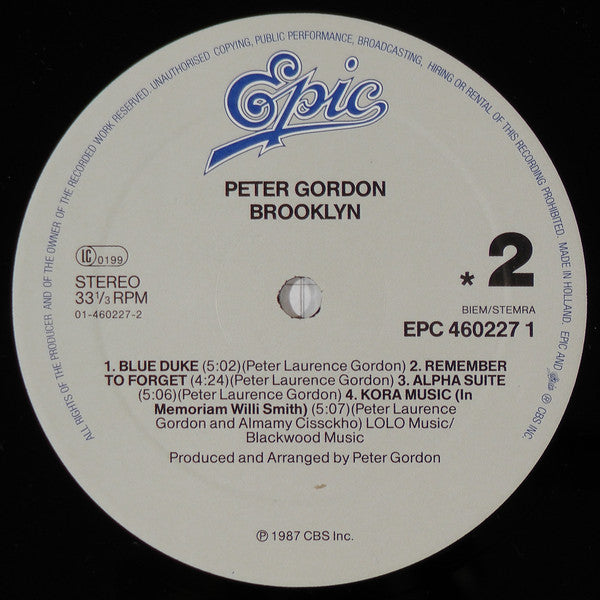 ALL RIGHTS OF THE PRODUCER AND OF THE OWNER OF THE RECORDED WORK RESERVED. UNAUTHORISED COPYING, PUBLIC PERFORMANCE, BROADCASTING, HIRING OR RENTAL OF THIS RECORDING PROHIBITED. MADE IN HOLLAND. EPIC AND Epic ® CBS INC.
Epic
PETER GORDON
BROOKLYN
LC 0199
STEREO
33 1/3 RPM
01-460227-2
* 2
BIEM/STEMRA
EPC 460227 1
1. BLUE DUKE (5:02)(Peter Laurence Gordon) 2. REMEMBER
TO FORGET (4:24)(Peter Laurence Gordon) 3. ALPHA SUITE
(5:06)(Peter Laurence Gordon) 4. KORA MUSIC (In
Memoriam Willi Smith) (5:07)(Peter Laurence
Gordon and Almamy Cissckho) LOLO Music/
Blackwood Music
Produced and Arranged by Peter Gordon
℗ 1987 CBS Inc.